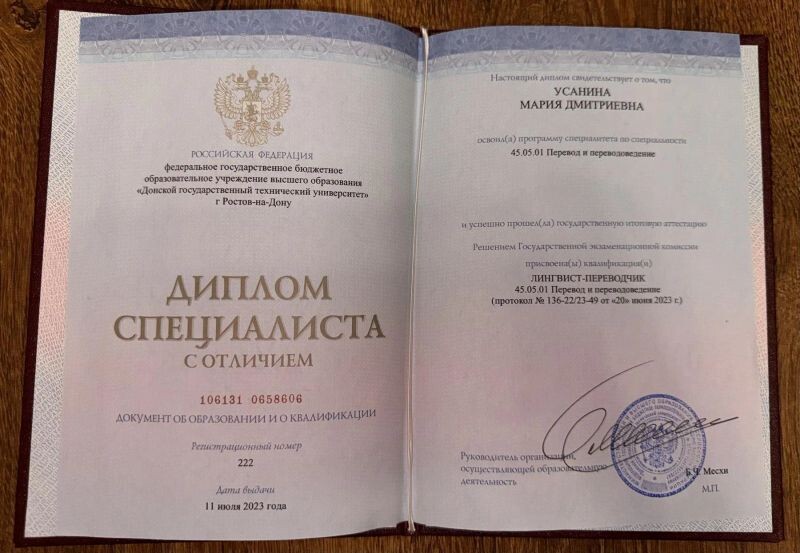 РОССИЙСКАЯ ФЕДЕРАЦИЯ
федеральное государственное бюджетное
образовательное учреждение высшего образования
«Донской государственный технический университет»
г Ростов-на-Дону
ДИПЛОМ
СПЕЦИАЛИСТА
С ОТЛИЧИЕМ
106131 0658606
ДОКУМЕНТ ОБ ОБРАЗОВАНИИ И О КВАЛИФИКАЦИИ
Регистрационный номер
222
Дата выдачи
11 июля 2023 года
Настоящий диплом свидетельствует о том, что
УСАНИНА
МАРИЯ ДМИТРИЕВНА
освоил(а) программу специалитета по специальности
45.05.01 Перевод и переводоведение
и успешно прошел(ла) государственную итоговую аттестацию
Решением Государственной экзаменационной комиссии
присвоена(ы) квалификация(и)
ЛИНГВИСТ-ПЕРЕВОДЧИК
45.05.01 Перевод и переводоведение
(протокол № 136-22/23-49 от «20» июня 2023 г.)
Руководитель организации,
осуществляющей образовательную
деятельность
Б.Ч. Месхи
М.П.